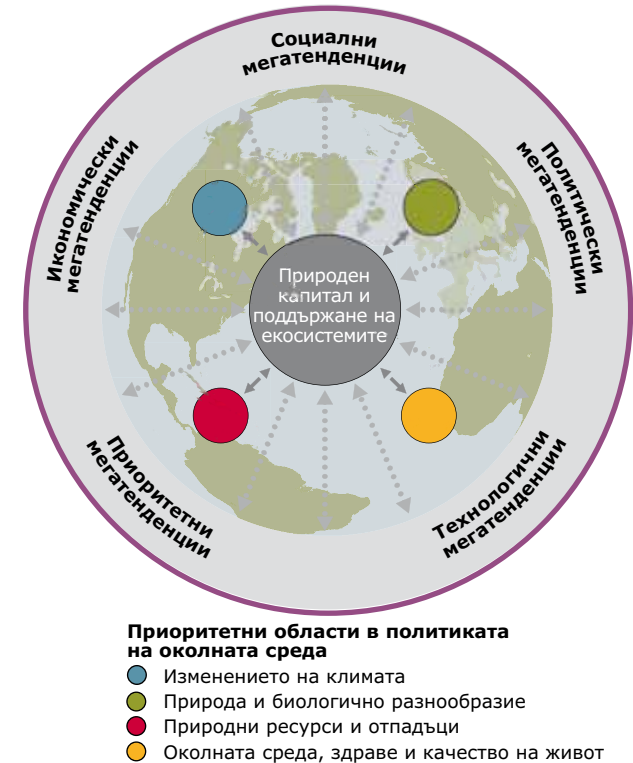 Социални
мегатенденции
Икономически
мегатенденции
Политически
мегатенденции
Природен
капитал и
поддържане на
екосистемите
Приоритетни
мегатенденции
Технологични
мегатенденции
Приоритетни области в политиката
на околната среда
Изменението на климата
Природа и биологично разнообразие
Природни ресурси и отпадъци
Околната среда, здраве и качество на живот